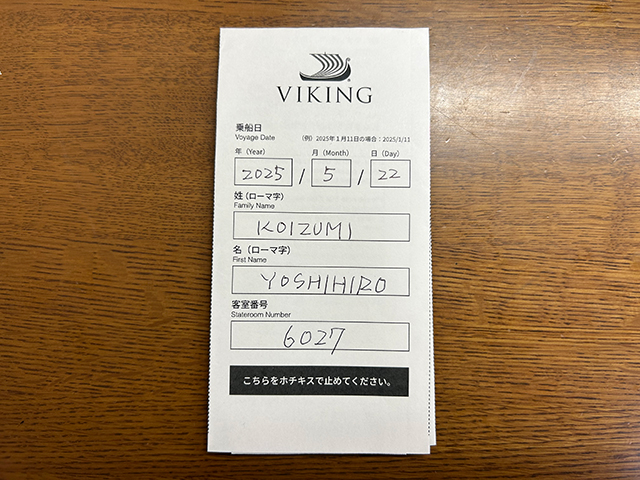 VIKING
乗船日
Voyage Date （例）2025年1月11日の場合：2025/1/11
年（Year） 月（Month） 日（Day）
2025 / 5 / 22
姓（ローマ字）
Family Name
KOIZUMI
名（ローマ字）
First Name
YOSHIHIRO
客室番号
Stateroom Number
6027
こちらをホチキスで止めてください。